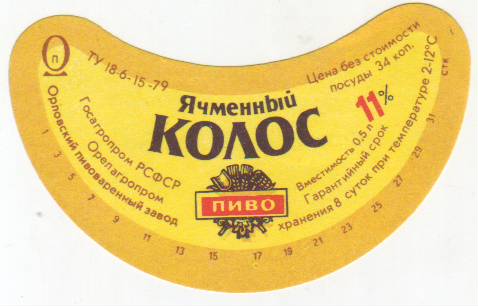 П
ТУ 18-6-15-79
Госагропром РСФСР
Орелагропром
Орловский пивоваренный завод
Ячменный
КОЛОС
ПИВО
11%
Цена без стоимости
посуды 34 коп.
Вместимость 0,5 л
Гарантийный срок
хранения 8 суток при температуре 2-12°С
1 3 5 7 9 11 13 15 17 19 21 23 25 27 29 31